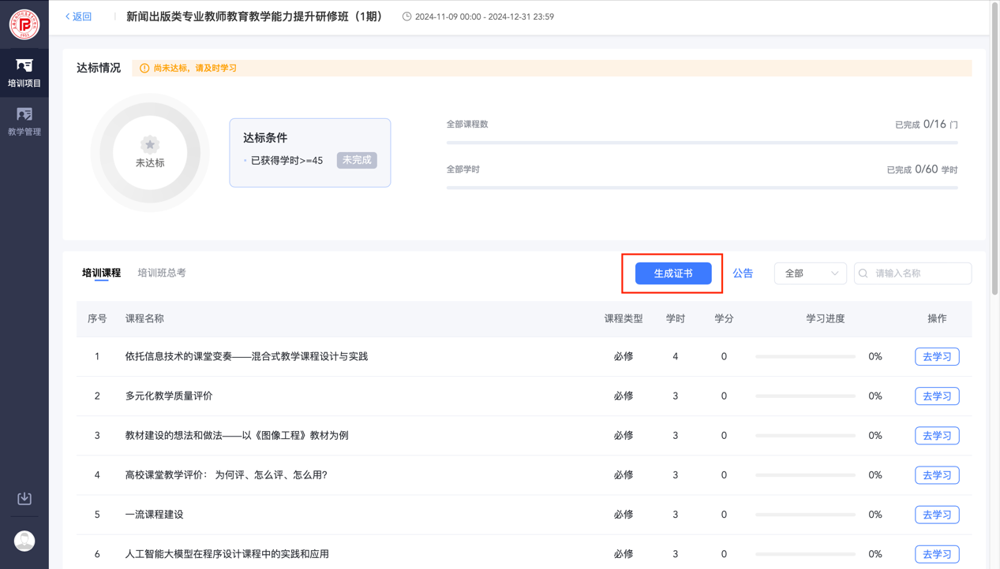 返回
新闻出版类专业教师教育教学能力提升研修班（1期）
2024-11-09 00:00 - 2024-12-31 23:59
培训项目
教学管理
达标情况
尚未达标，请及时学习
未达标
达标条件
已获得学时>=45 未完成
全部课程数 已完成 0/16 门
全部学时 已完成 0/60 学时
培训课程 培训班总考 生成证书 公告 全部 请输入名称
序号 课程名称 课程类型 学时 学分 学习进度 操作
1 依托信息技术的课堂变奏——混合式教学课程设计与实践 必修 4 0 0% 去学习
2 多元化教学质量评价 必修 3 0 0% 去学习
3 教材建设的想法和做法——以《图像工程》教材为例 必修 3 0 0% 去学习
4 高校课堂教学评价： 为何评、怎么评、怎么用? 必修 3 0 0% 去学习
5 一流课程建设 必修 3 0 0% 去学习
6 人工智能大模型在程序设计课程中的实践和应用 必修 3 0 0% 去学习